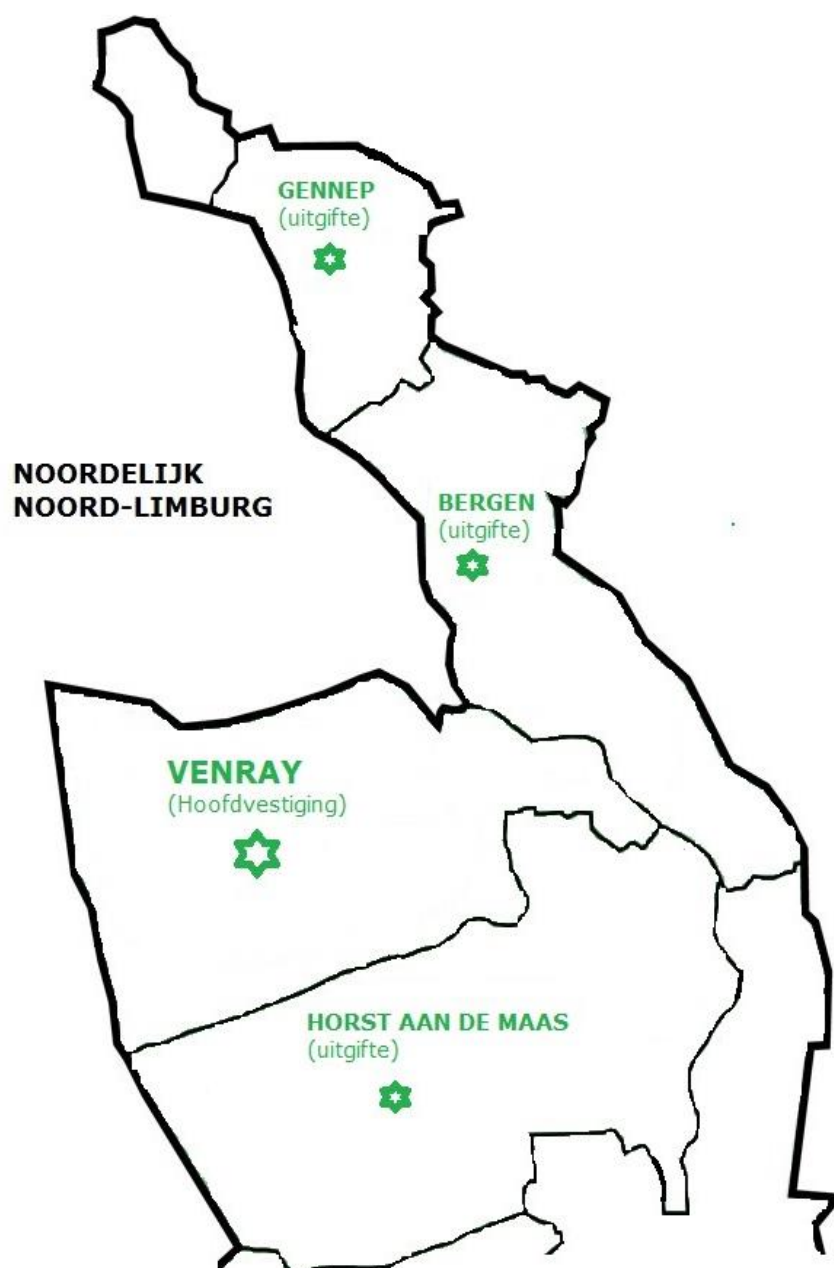 GENNEP
(uitgifte)
NOORDELIJK
NOORD-LIMBURG
BERGEN
(uitgifte)
VENRAY
(Hoofdvestiging)
HORST AAN DE MAAS
(uitgifte)